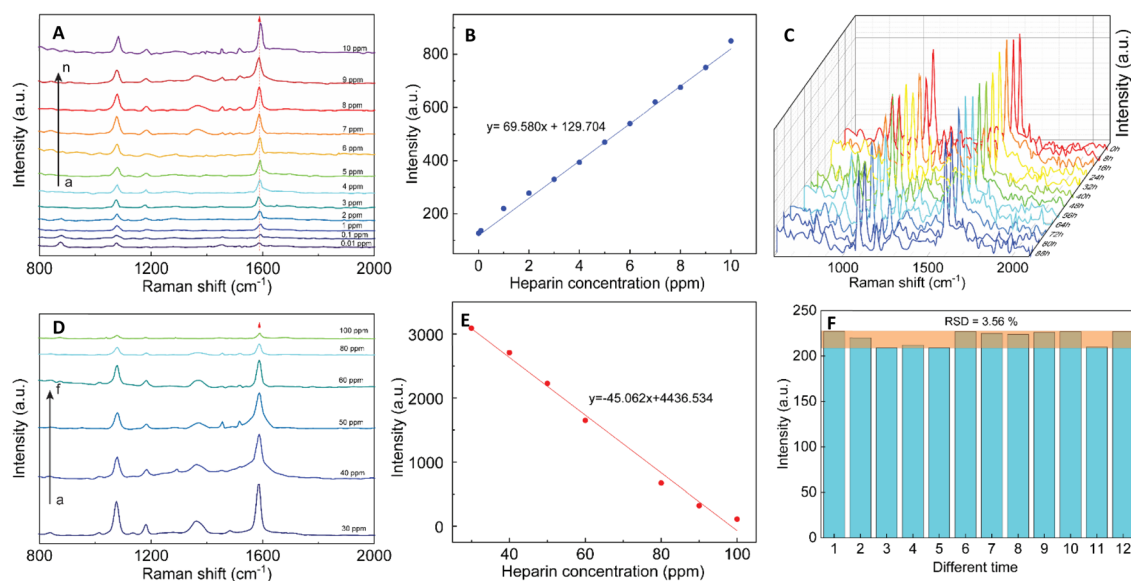 A
10 ppm
n
9 ppm
8 ppm
7 ppm
6 ppm
5 ppm
a
4 ppm
3 ppm
2 ppm
1 ppm
0.1 ppm
0.01 ppm
Intensity (a.u.)
800 1200 1600 2000
Raman shift (cm⁻¹)
B
800
600
400
200
y= 69.580x + 129.704
Intensity (a.u.)
0 2 4 6 8 10
Heparin concentration (ppm)
C
Intensity (a.u.)
0h
8h
16h
24h
32h
40h
48h
56h
64h
72h
80h
88h
1000 1500 2000
Raman shift (cm⁻¹)
D
100 ppm
80 ppm
60 ppm
f
50 ppm
40 ppm
a
30 ppm
Intensity (a.u.)
800 1200 1600 2000
Raman shift (cm⁻¹)
E
3000
2000
1000
0
y=-45.062x+4436.534
Intensity (a.u.)
40 60 80 100
Heparin concentration (ppm)
F
RSD = 3.56 %
250
200
150
100
50
0
Intensity (a.u.)
1 2 3 4 5 6 7 8 9 10 11 12
Different time